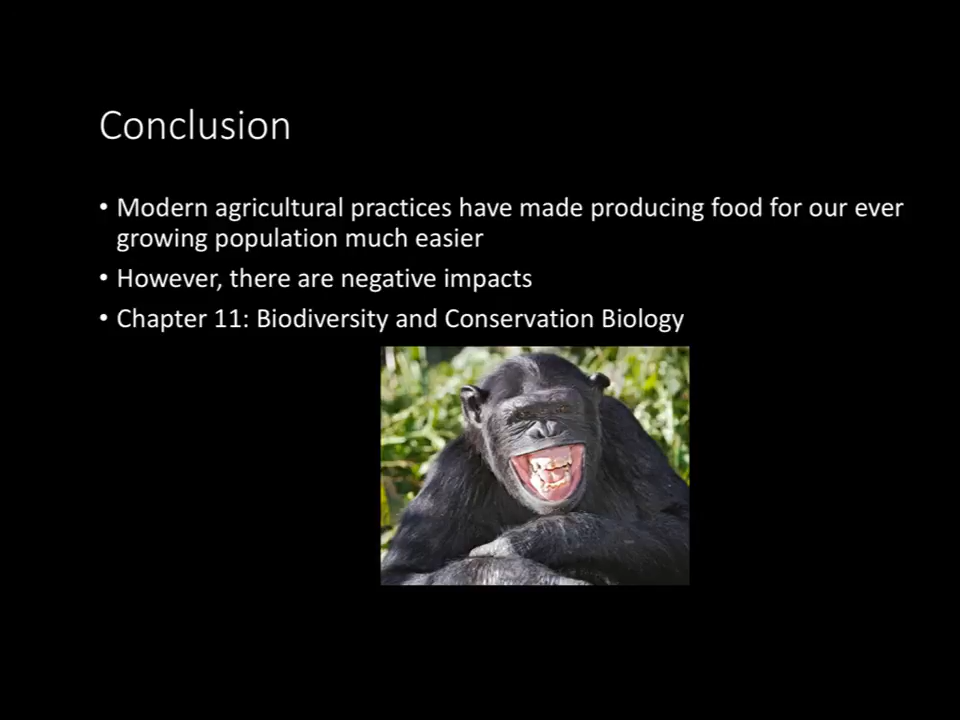 Conclusion
• Modern agricultural practices have made producing food for our ever
growing population much easier
• However, there are negative impacts
• Chapter 11: Biodiversity and Conservation Biology